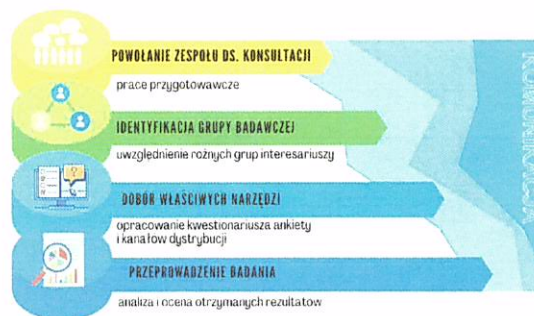 POWOŁANIE ZESPOŁU DS. KONSULTACJI
prace przygotowawcze
IDENTYFIKACJA GRUPY BADAWCZEJ
uwzględnienie różnych grup interesariuszy
DOBÓR WŁAŚCIWYCH NARZĘDZI
opracowanie kwestionariusza ankiety
i kanałów dystrybucji
PRZEPROWADZENIE BADANIA
analiza i ocena otrzymanych rezultatów
KOMUNIKACJA